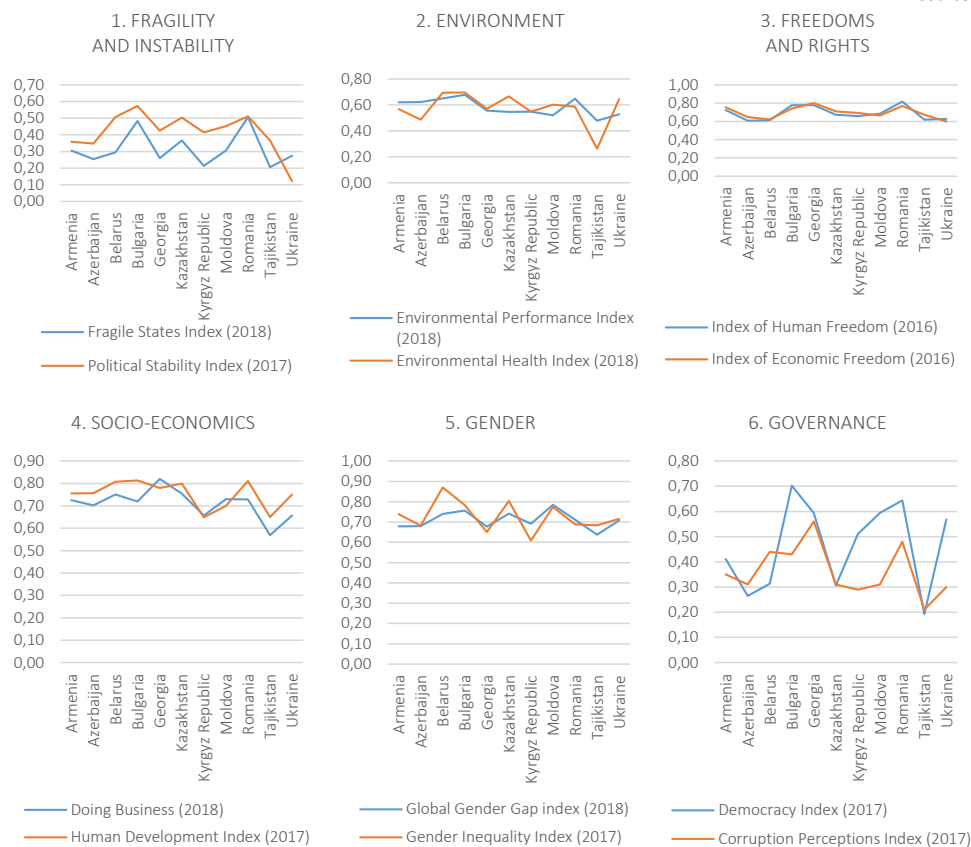 1. FRAGILITY
AND INSTABILITY
0,70
0,60
0,50
0,40
0,30
0,20
0,10
0,00
Armenia
Azerbaijan
Belarus
Bulgaria
Georgia
Kazakhstan
Kyrgyz Republic
Moldova
Romania
Tajikistan
Ukraine
Fragile States Index (2018)
Political Stability Index (2017)
2. ENVIRONMENT
0,80
0,60
0,40
0,20
0,00
Armenia
Azerbaijan
Belarus
Bulgaria
Georgia
Kazakhstan
Kyrgyz Republic
Moldova
Romania
Tajikistan
Ukraine
Environmental Performance Index
(2018)
Environmental Health Index (2018)
3. FREEDOMS
AND RIGHTS
1,00
0,80
0,60
0,40
0,20
0,00
Armenia
Azerbaijan
Belarus
Bulgaria
Georgia
Kazakhstan
Kyrgyz Republic
Moldova
Romania
Tajikistan
Ukraine
Index of Human Freedom (2016)
Index of Economic Freedom (2016)
4. SOCIO-ECONOMICS
0,90
0,80
0,70
0,60
0,50
0,40
0,30
0,20
0,10
0,00
Armenia
Azerbaijan
Belarus
Bulgaria
Georgia
Kazakhstan
Kyrgyz Republic
Moldova
Romania
Tajikistan
Ukraine
Doing Business (2018)
Human Development Index (2017)
5. GENDER
1,00
0,90
0,80
0,70
0,60
0,50
0,40
0,30
0,20
0,10
0,00
Armenia
Azerbaijan
Belarus
Bulgaria
Georgia
Kazakhstan
Kyrgyz Republic
Moldova
Romania
Tajikistan
Ukraine
Global Gender Gap index (2018)
Gender Inequality Index (2017)
6. GOVERNANCE
0,80
0,70
0,60
0,50
0,40
0,30
0,20
0,10
0,00
Armenia
Azerbaijan
Belarus
Bulgaria
Georgia
Kazakhstan
Kyrgyz Republic
Moldova
Romania
Tajikistan
Ukraine
Democracy Index (2017)
Corruption Perceptions Index (2017)